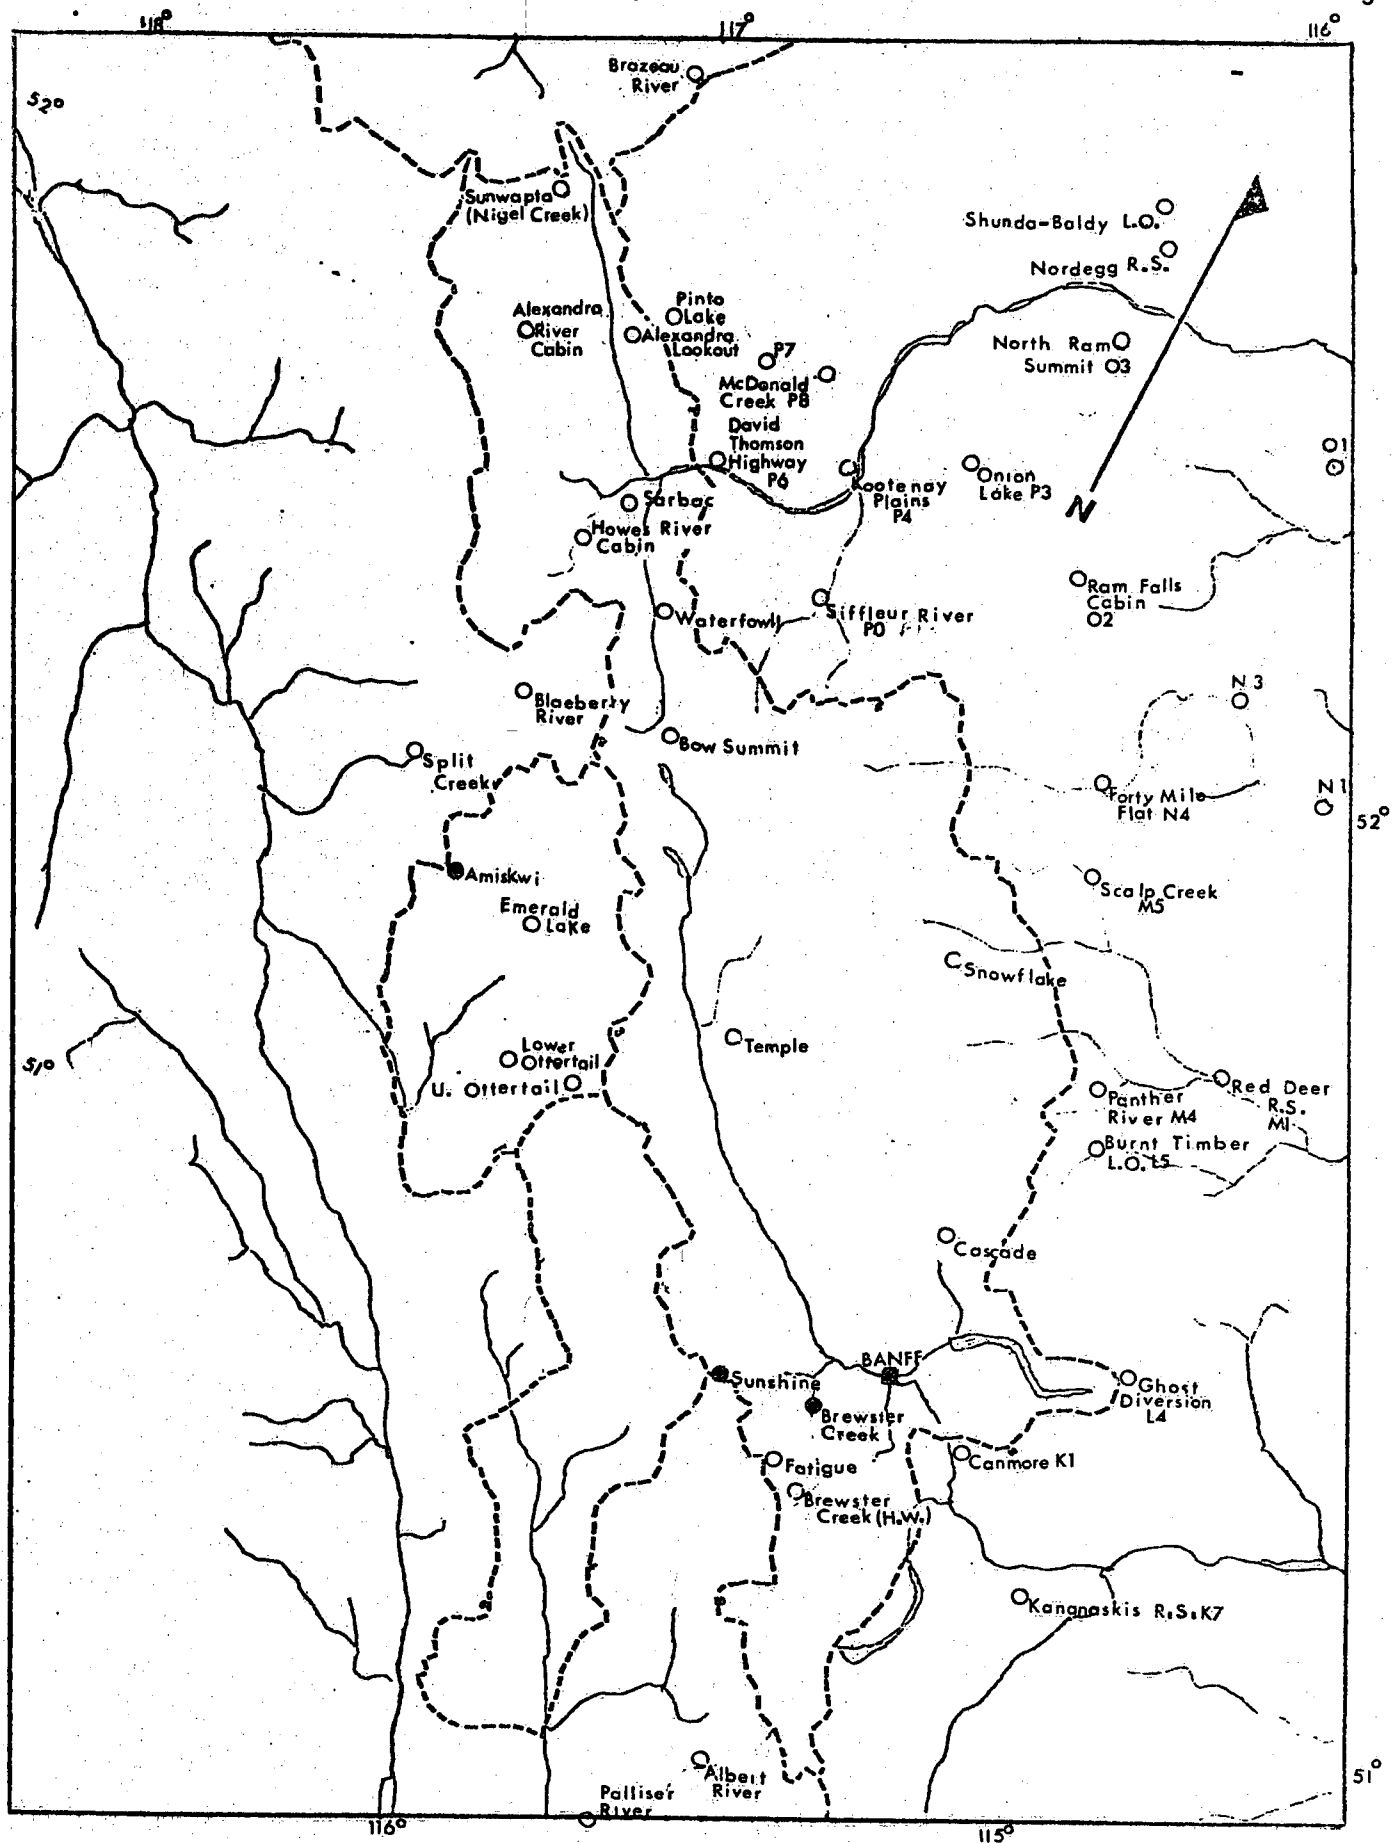 118°
117°
116°
52°
Brazeau
River
Sunwapta
(Nigel Creek)
Shunda-Baldy L.O.
Nordegg R.S.
Alexandra
River
Cabin
Pinto
Lake
Alexandra
Lookout
P7
McDonald
Creek P8
North Ram
Summit O3
David
Thomson
Highway
P6
O1
Kootenay
Plains
P4
Onion
Lake P3
N
Sarbac
Howes River
Cabin
Ram Falls
Cabin
O2
Waterfowl
Siffleur River
P0
N3
Blaeberry
River
Bow Summit
Split
Creek
Forty Mile
Flat N4
N1
52°
Amiskwi
Scalp Creek
M5
Emerald
Lake
Snowflake
51°
Lower
Ottertail
U. Ottertail
Temple
Red Deer
R.S.
M1
Panther
River M4
Burnt Timber
L.O. L5
Cascade
BANFF
Sunshine
Ghost
Diversion
L4
Brewster
Creek
Fatigue
Canmore K1
Brewster
Creek (H.W.)
Kananaskis R.S. K7
Albert
River
Palliser
River
51°
116°
115°